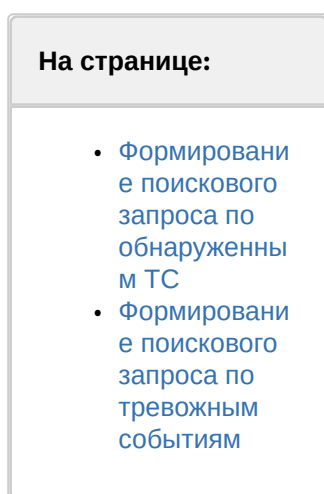 На странице:
• Формировани
е поискового
запроса по
обнаруженны
м ТС
• Формировани
е поискового
запроса по
тревожным
событиям